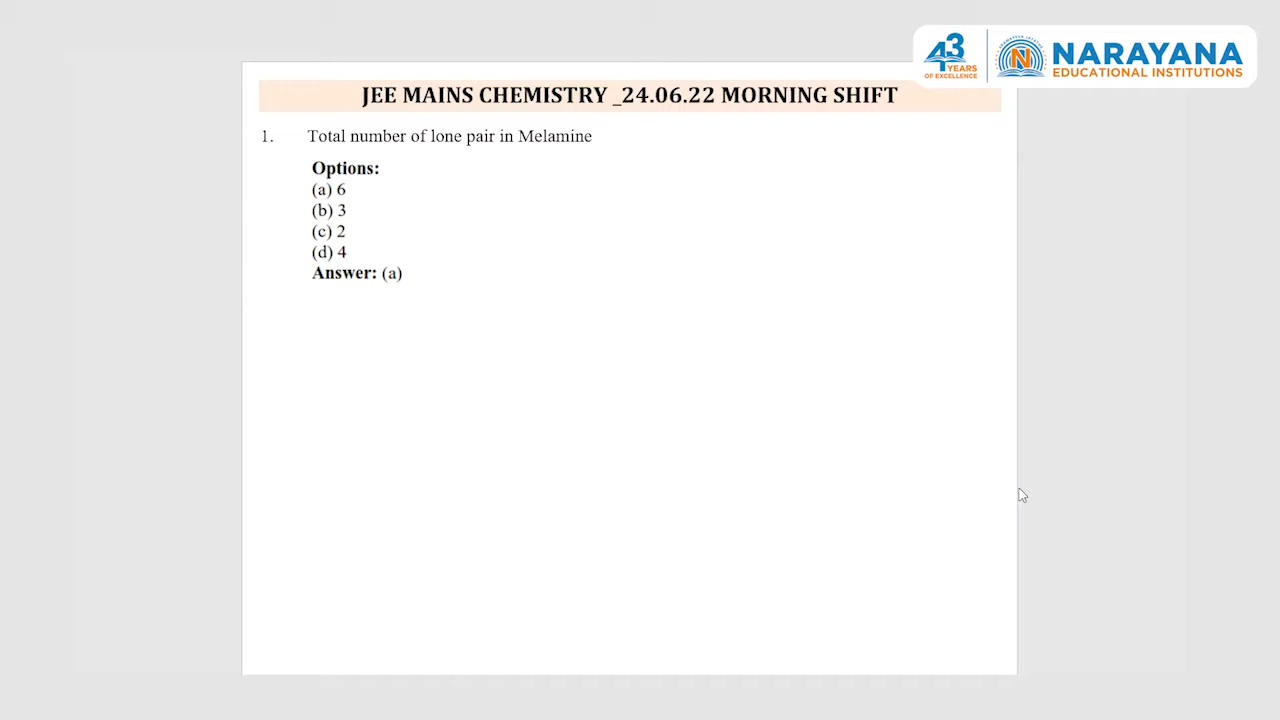 43
YEARS
OF EXCELLENCE
NARAYANA
EDUCATIONAL INSTITUTIONS
JEE MAINS CHEMISTRY _24.06.22 MORNING SHIFT
1. Total number of lone pair in Melamine
Options:
(a) 6
(b) 3
(c) 2
(d) 4
Answer: (a)